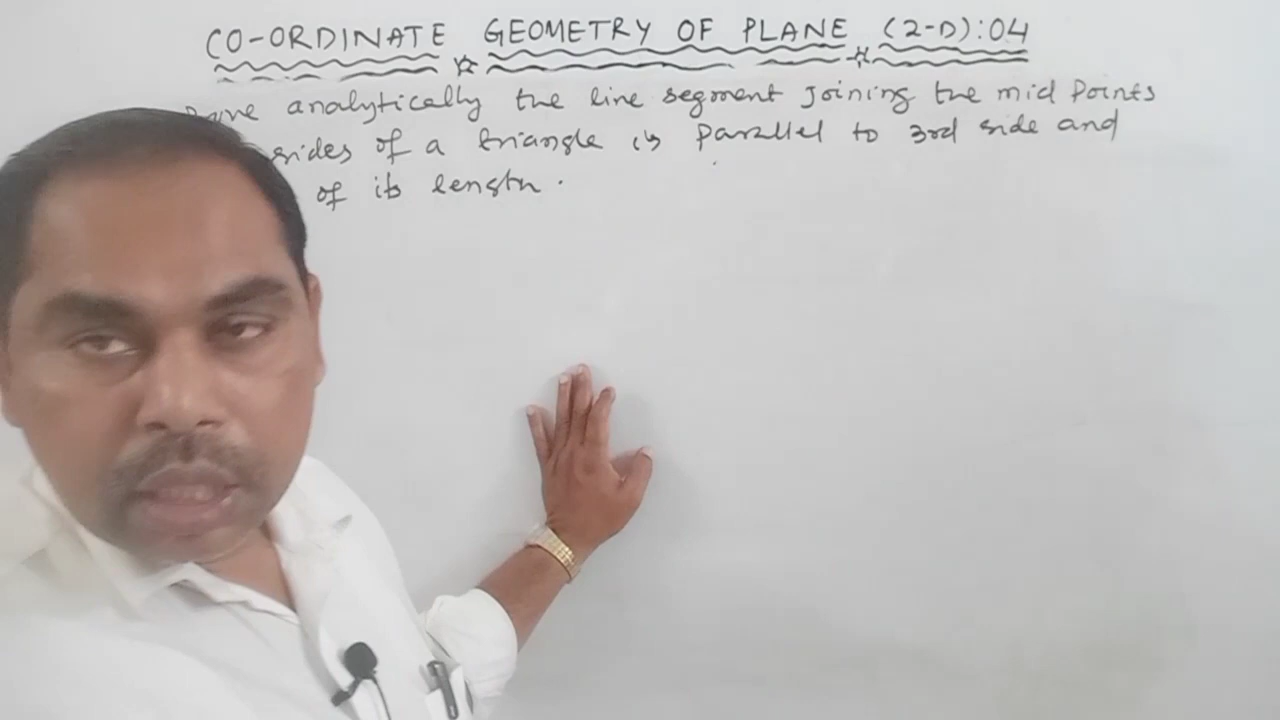 CO-ORDINATE GEOMETRY OF PLANE (2-D):04
Prove analytically the line segment joining the mid Points
sides of a triangle is parallel to 3rd side and
of its length.